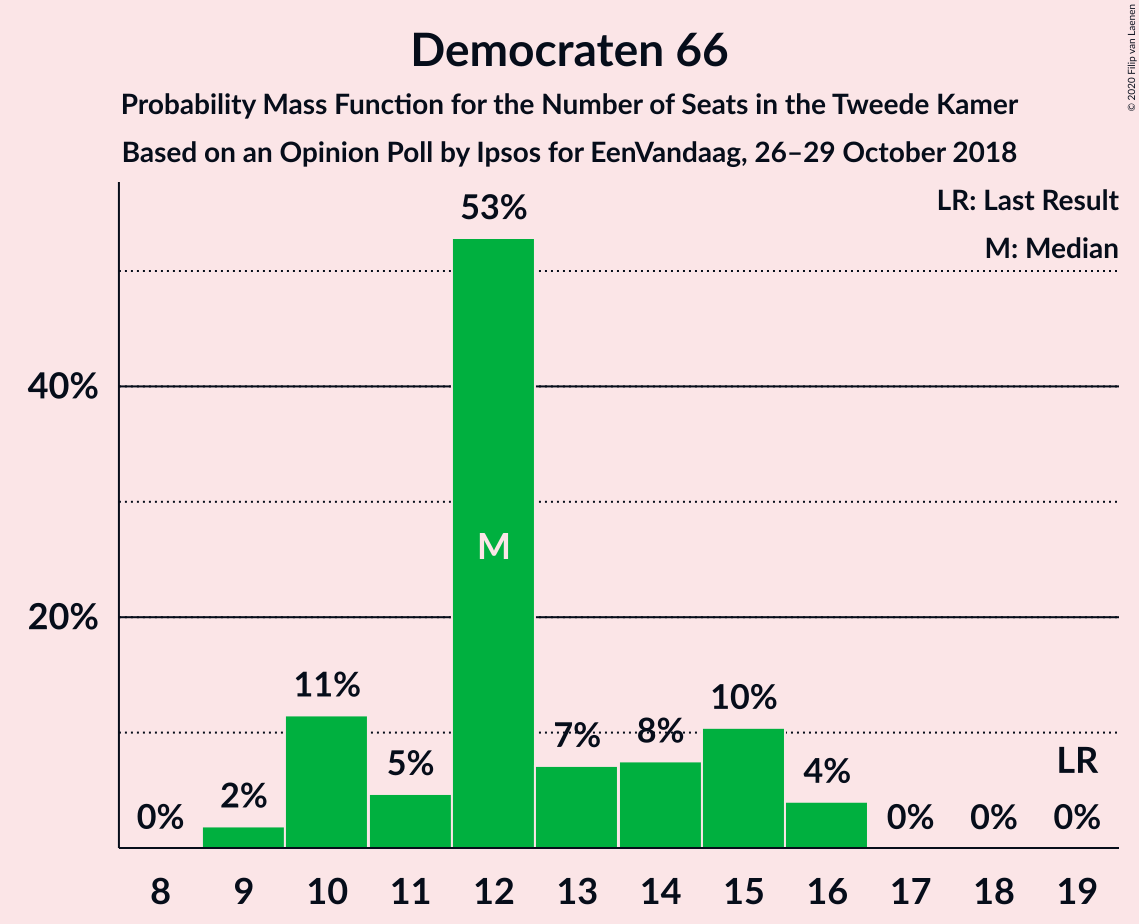 Democraten 66
Probability Mass Function for the Number of Seats in the Tweede Kamer
Based on an Opinion Poll by Ipsos for EenVandaag, 26–29 October 2018
© 2020 Filip van Laenen
LR: Last Result
M: Median
53%
40%
M
20%
11%
10%
7%
8%
5%
4%
LR
2%
0%
0%
0%
0%
8 9 10 11 12 13 14 15 16 17 18 19